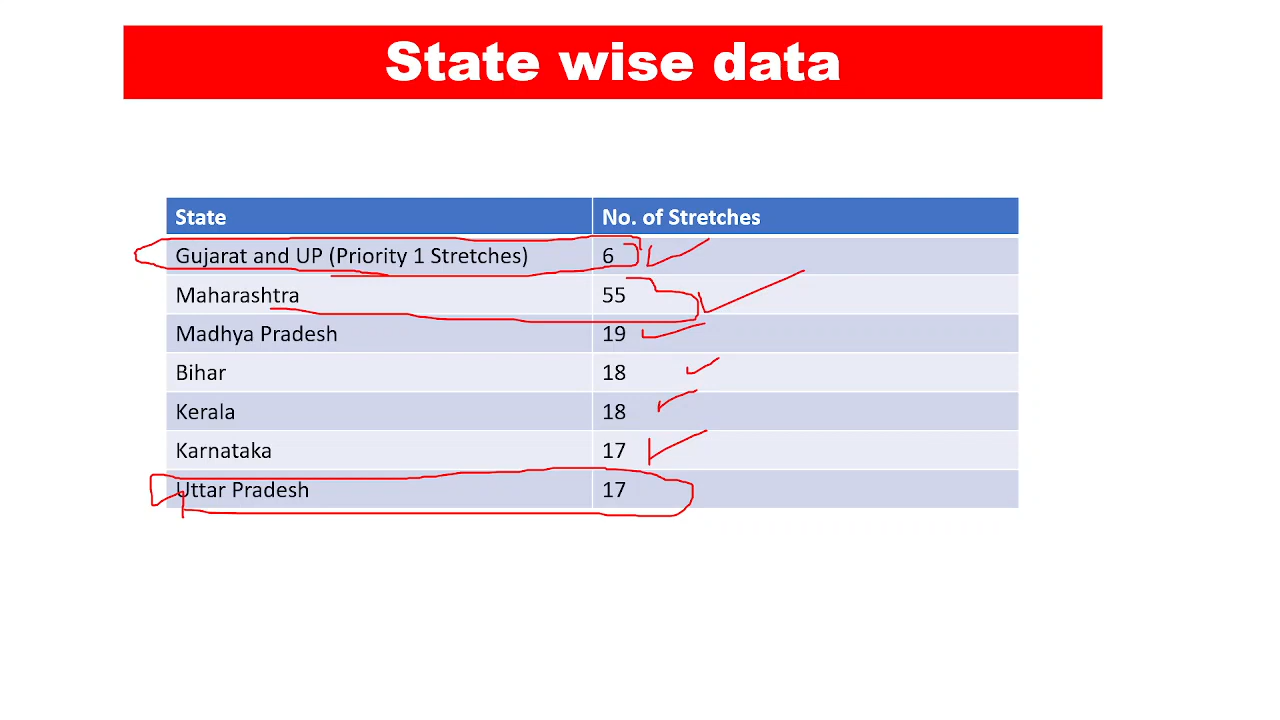 State wise data
State No. of Stretches
Gujarat and UP (Priority 1 Stretches) 6
Maharashtra 55
Madhya Pradesh 19
Bihar 18
Kerala 18
Karnataka 17
Uttar Pradesh 17